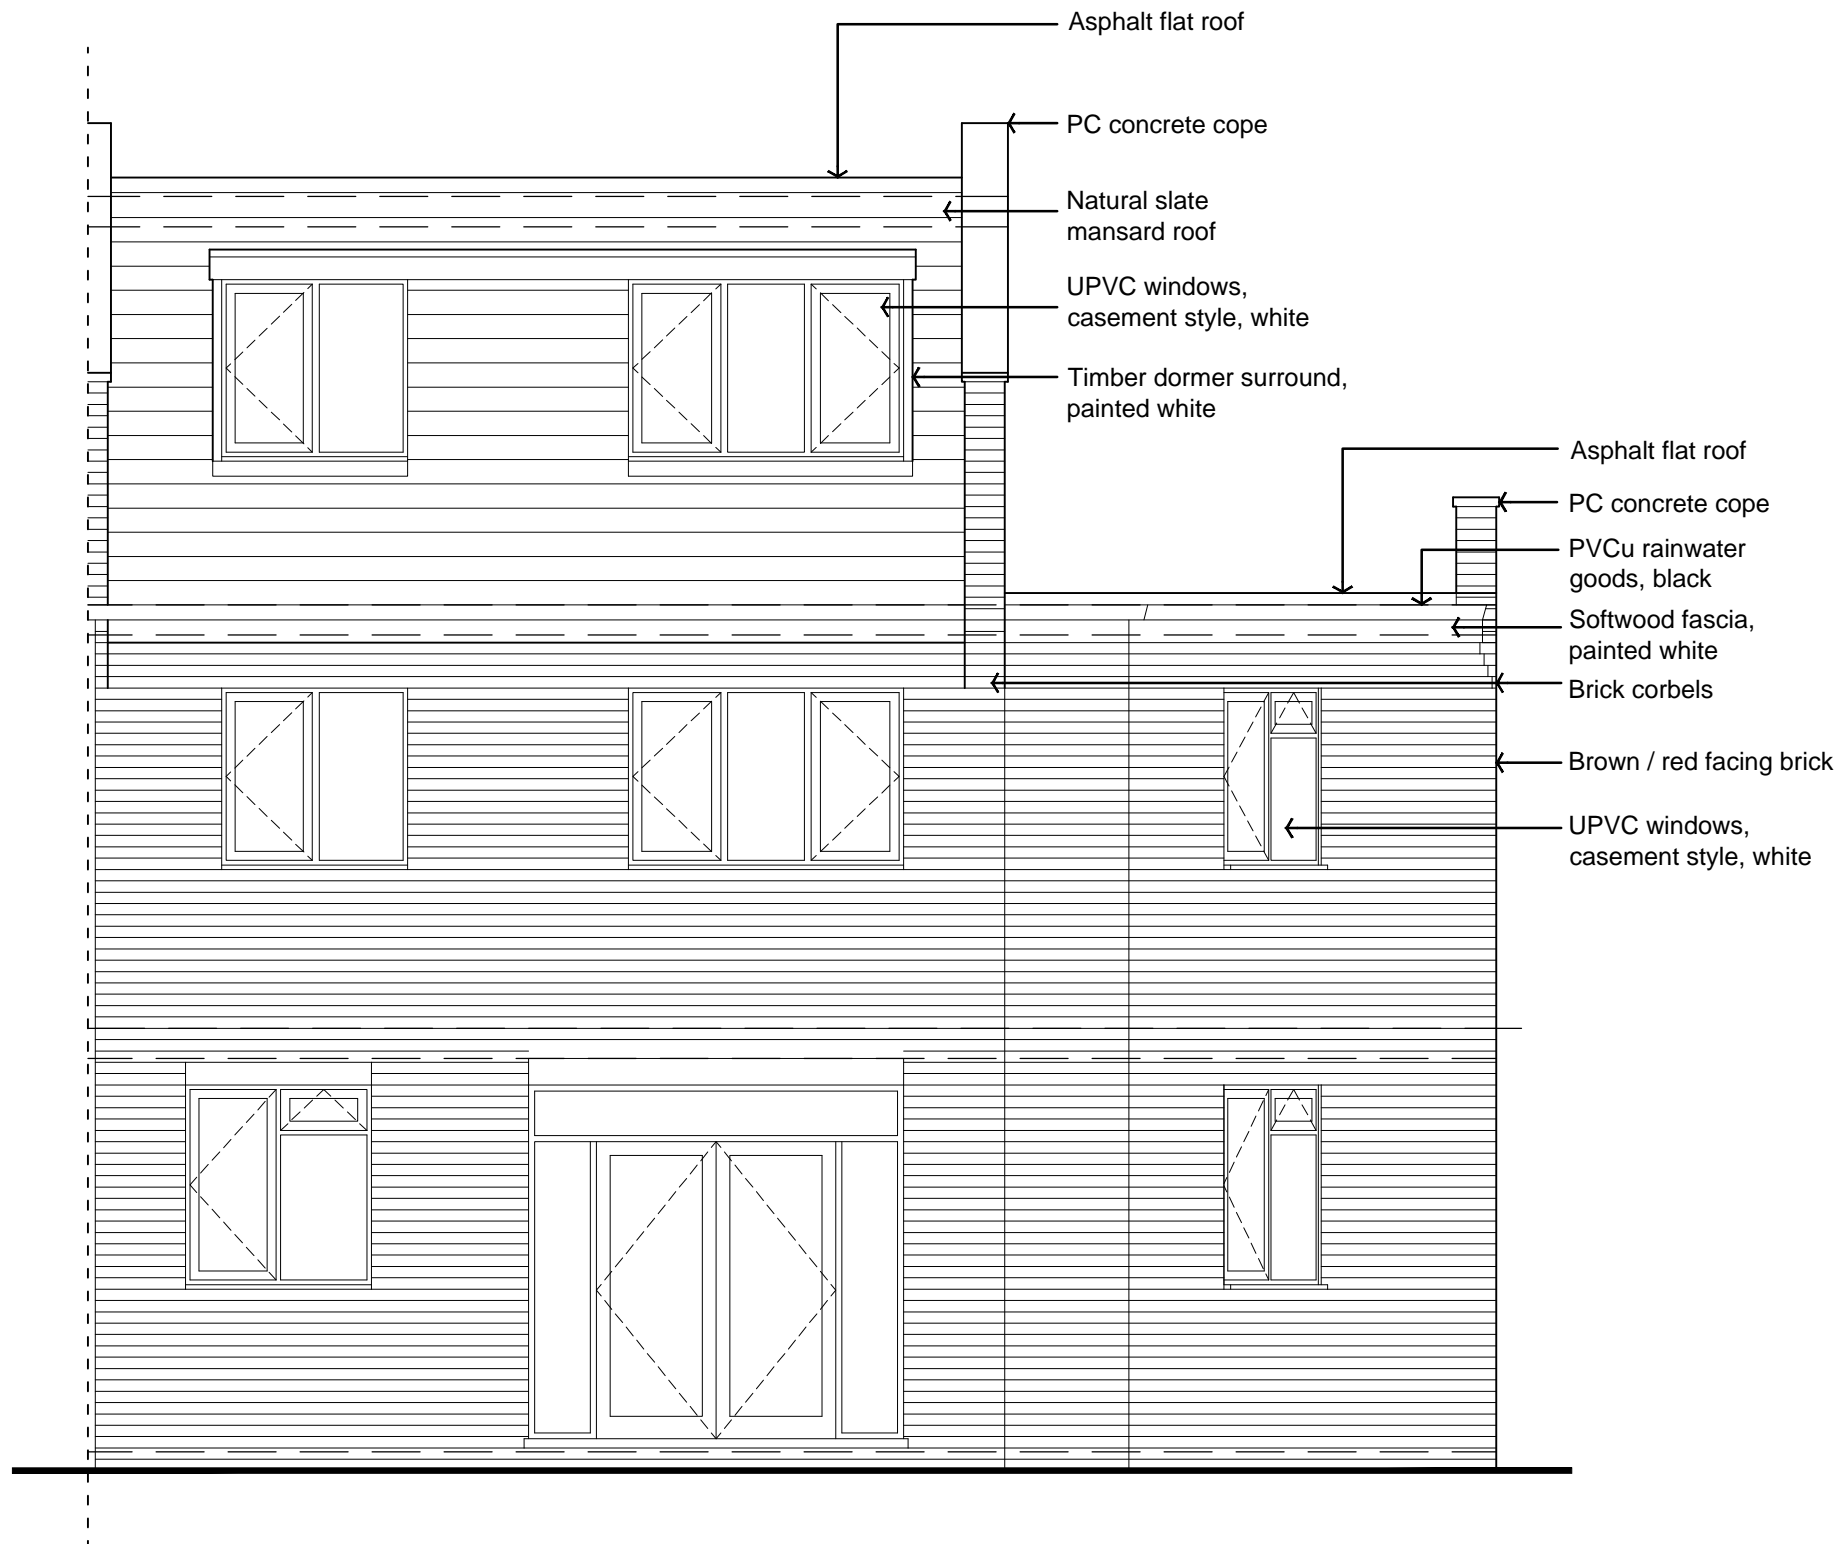 Asphalt flat roof
PC concrete cope
Natural slate
mansard roof
UPVC windows,
casement style, white
Timber dormer surround,
painted white
Asphalt flat roof
PC concrete cope
PVCu rainwater
goods, black
Softwood fascia,
painted white
Brick corbels
Brown / red facing brick
UPVC windows,
casement style, white